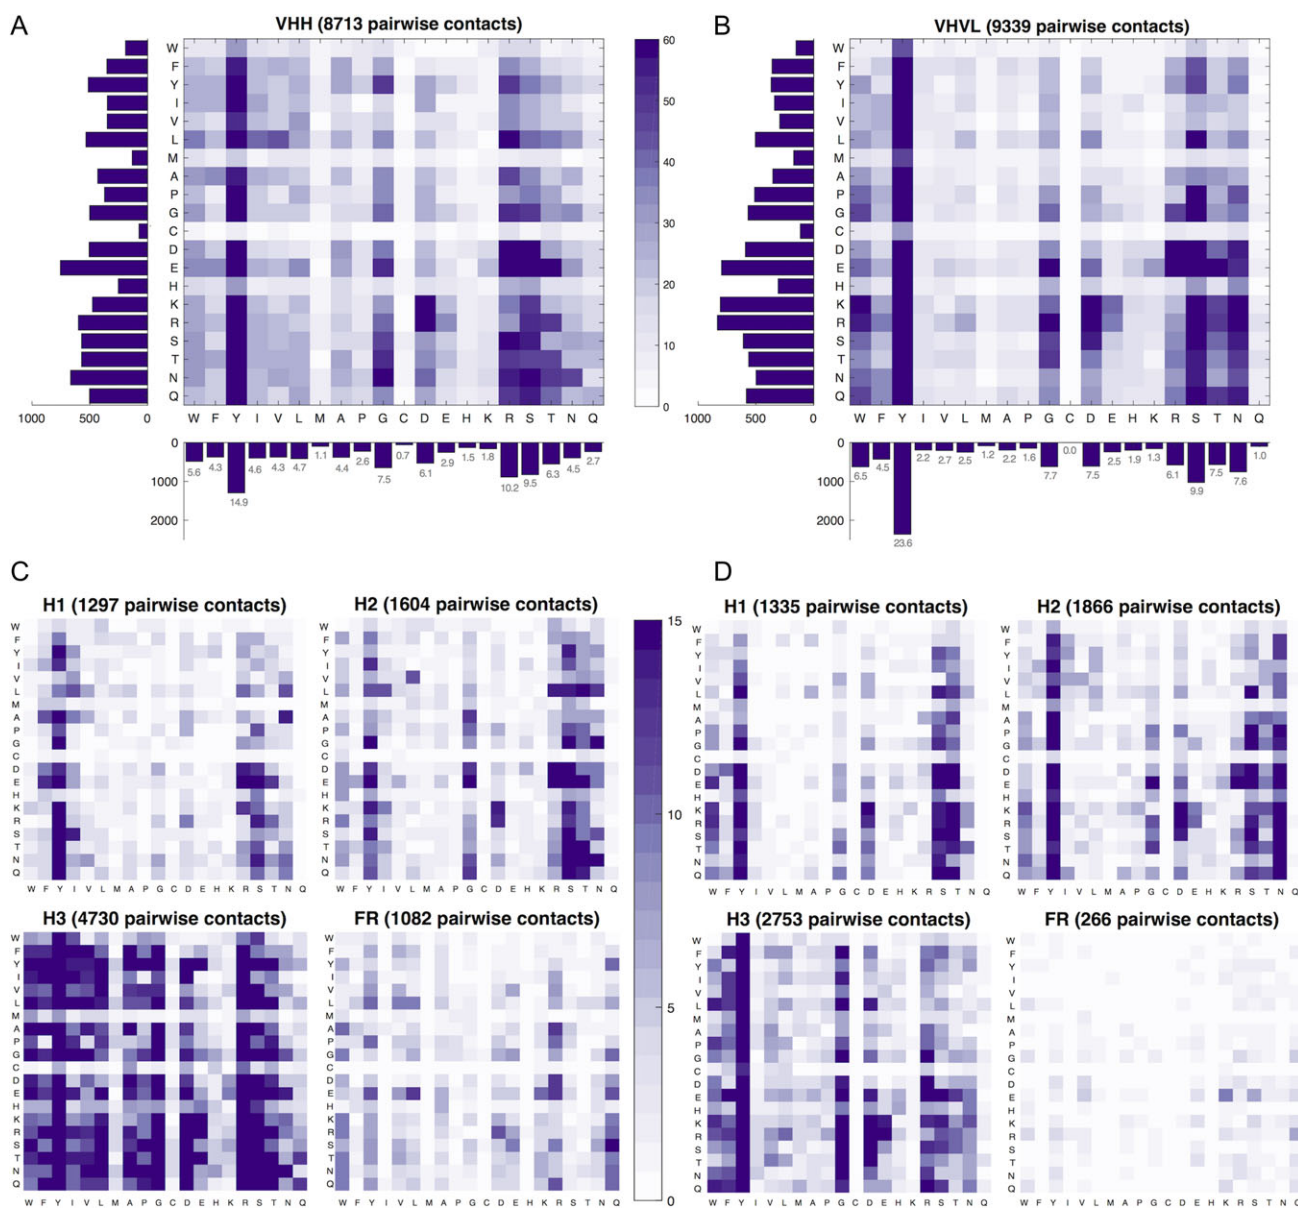 A
VHH (8713 pairwise contacts)
W
F
Y
I
V
L
M
A
P
G
C
D
E
H
K
R
S
T
N
Q
1000 500 0
W F Y I V L M A P G C D E H K R S T N Q
60
50
40
30
20
10
0
0
1000
2000
5.6 4.3 14.9 4.6 4.3 4.7 1.1 4.4 2.6 7.5 0.7 6.1 2.9 1.5 1.8 10.2 9.5 6.3 4.5 2.7
B
VHVL (9339 pairwise contacts)
W
F
Y
I
V
L
M
A
P
G
C
D
E
H
K
R
S
T
N
Q
1000 500 0
W F Y I V L M A P G C D E H K R S T N Q
0
1000
2000
6.5 4.5 23.6 2.2 2.7 2.5 1.2 2.2 1.6 7.7 0.0 7.5 2.5 1.9 1.3 6.1 9.9 7.5 7.6 1.0
C
H1 (1297 pairwise contacts)
W
F
Y
I
V
L
M
A
P
G
C
D
E
H
K
R
S
T
N
Q
W F Y I V L M A P G C D E H K R S T N Q
H2 (1604 pairwise contacts)
W
F
Y
I
V
L
M
A
P
G
C
D
E
H
K
R
S
T
N
Q
W F Y I V L M A P G C D E H K R S T N Q
H3 (4730 pairwise contacts)
W
F
Y
I
V
L
M
A
P
G
C
D
E
H
K
R
S
T
N
Q
W F Y I V L M A P G C D E H K R S T N Q
FR (1082 pairwise contacts)
W
F
Y
I
V
L
M
A
P
G
C
D
E
H
K
R
S
T
N
Q
W F Y I V L M A P G C D E H K R S T N Q
15
10
5
0
D
H1 (1335 pairwise contacts)
W
F
Y
I
V
L
M
A
P
G
C
D
E
H
K
R
S
T
N
Q
W F Y I V L M A P G C D E H K R S T N Q
H2 (1866 pairwise contacts)
W
F
Y
I
V
L
M
A
P
G
C
D
E
H
K
R
S
T
N
Q
W F Y I V L M A P G C D E H K R S T N
H3 (2753 pairwise contacts)
W
F
Y
I
V
L
M
A
P
G
C
D
E
H
K
R
S
T
N
Q
W F Y I V L M A P G C D E H K R S T N Q
FR (266 pairwise contacts)
W
F
Y
I
V
L
M
A
P
G
C
D
E
H
K
R
S
T
N
Q
W F Y I V L M A P G C D E H K R S T N